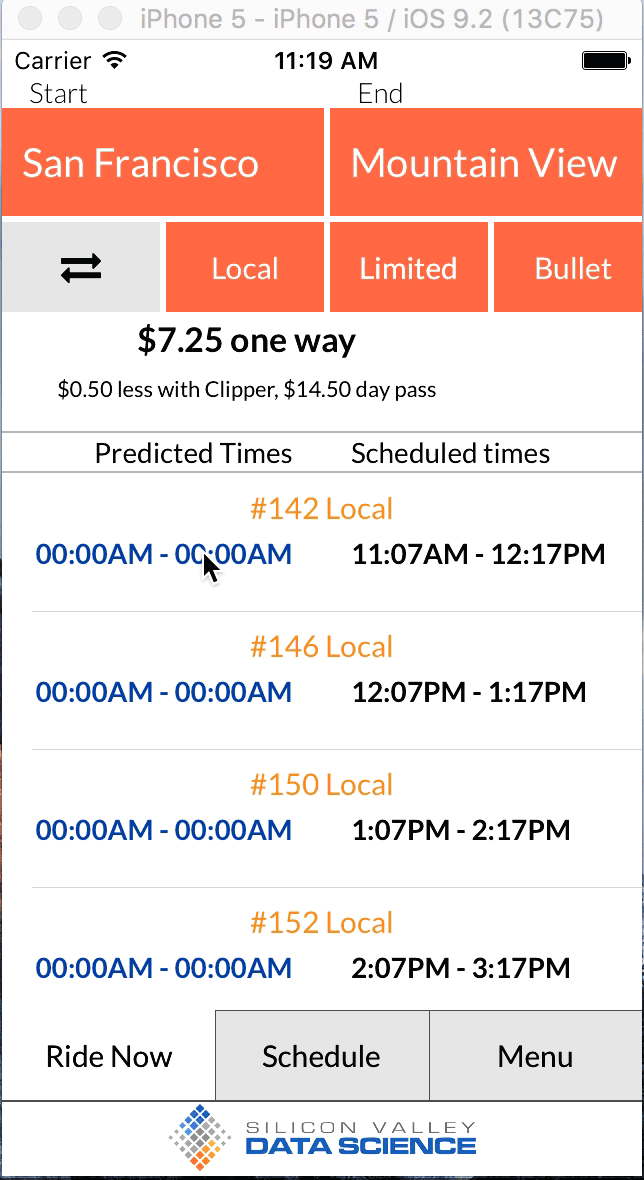 iPhone 5 - iPhone 5 / iOS 9.2 (13C75)
Carrier 11:19 AM
Start End
San Francisco Mountain View
Local Limited Bullet
$7.25 one way
$0.50 less with Clipper, $14.50 day pass
Predicted Times Scheduled times
#142 Local
00:00AM - 00:00AM 11:07AM - 12:17PM
#146 Local
00:00AM - 00:00AM 12:07PM - 1:17PM
#150 Local
00:00AM - 00:00AM 1:07PM - 2:17PM
#152 Local
00:00AM - 00:00AM 2:07PM - 3:17PM
Ride Now Schedule Menu
SILICON VALLEY
DATA SCIENCE